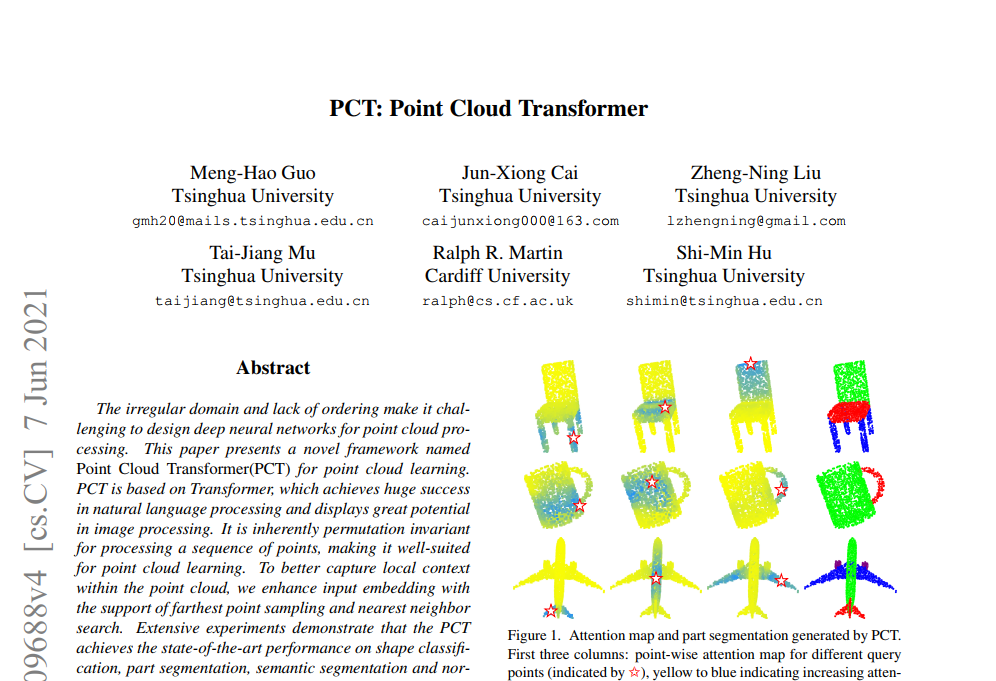 PCT: Point Cloud Transformer
Meng-Hao Guo
Tsinghua University
gmh20@mails.tsinghua.edu.cn
Jun-Xiong Cai
Tsinghua University
caijunxiong000@163.com
Zheng-Ning Liu
Tsinghua University
lzhengning@gmail.com
Tai-Jiang Mu
Tsinghua University
taijiang@tsinghua.edu.cn
Ralph R. Martin
Cardiff University
ralph@cs.cf.ac.uk
Shi-Min Hu
Tsinghua University
shimin@tsinghua.edu.cn
09688v4 [cs.CV] 7 Jun 2021
Abstract
The irregular domain and lack of ordering make it chal-
lenging to design deep neural networks for point cloud pro-
cessing. This paper presents a novel framework named
Point Cloud Transformer(PCT) for point cloud learning.
PCT is based on Transformer, which achieves huge success
in natural language processing and displays great potential
in image processing. It is inherently permutation invariant
for processing a sequence of points, making it well-suited
for point cloud learning. To better capture local context
within the point cloud, we enhance input embedding with
the support of farthest point sampling and nearest neighbor
search. Extensive experiments demonstrate that the PCT
achieves the state-of-the-art performance on shape classifi-
cation, part segmentation, semantic segmentation and nor-
Figure 1. Attention map and part segmentation generated by PCT.
First three columns: point-wise attention map for different query
points (indicated by ☆), yellow to blue indicating increasing atten-